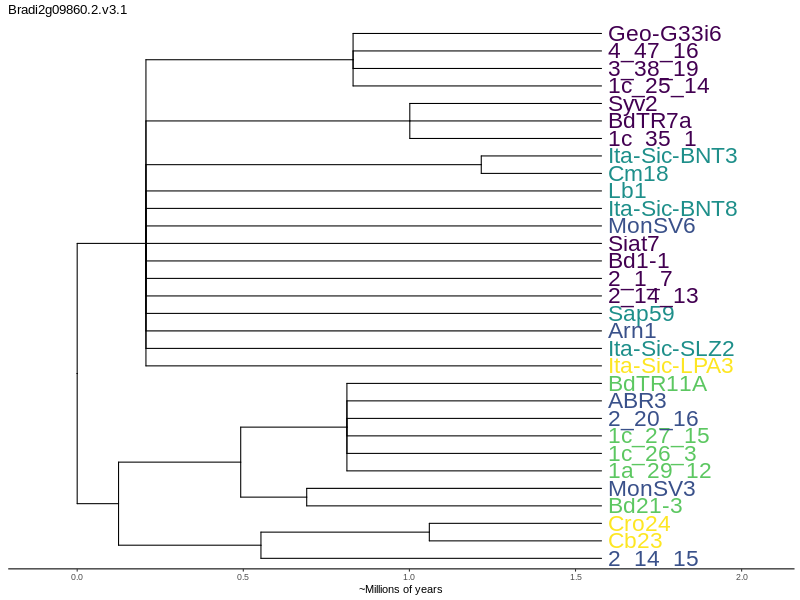 Bradi2g09860.2.v3.1
Geo-G33i6
4_47_16
3_38_19
1c_25_14
Syv2
BdTR7a
1c_35_1
Ita-Sic-BNT3
Cm18
Lb1
Ita-Sic-BNT8
MonSV6
Siat7
Bd1-1
2_1_7
2_14_13
Sap59
Arn1
Ita-Sic-SLZ2
Ita-Sic-LPA3
BdTR11A
ABR3
2_20_16
1c_27_15
1c_26_3
1a_29_12
MonSV3
Bd21-3
Cro24
Cb23
2_14_15
0.0 0.5 1.0 1.5 2.0
~Millions of years